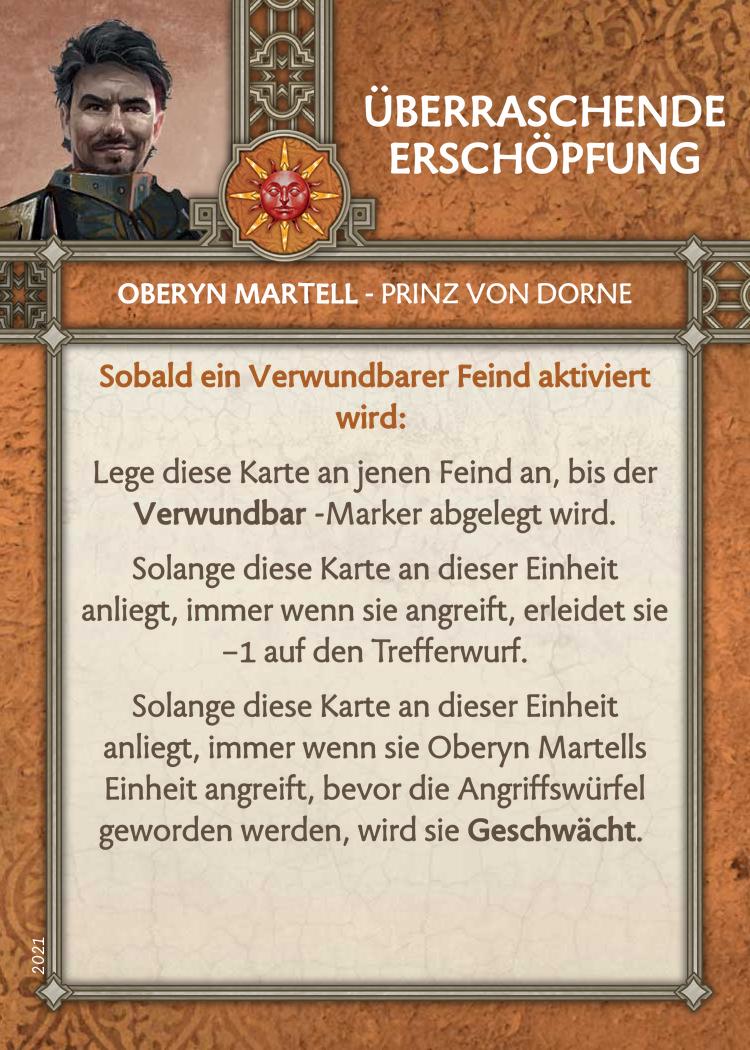 ÜBERRASCHENDE
ERSCHÖPFUNG
OBERYN MARTELL - PRINZ VON DORNE
Sobald ein Verwundbarer Feind aktiviert
wird:
Lege diese Karte an jenen Feind an, bis der
Verwundbar -Marker abgelegt wird.
Solange diese Karte an dieser Einheit
anliegt, immer wenn sie angreift, erleidet sie
–1 auf den Trefferwurf.
Solange diese Karte an dieser Einheit
anliegt, immer wenn sie Oberyn Martells
Einheit angreift, bevor die Angriffswürfel
geworden werden, wird sie Geschwächt.
2021